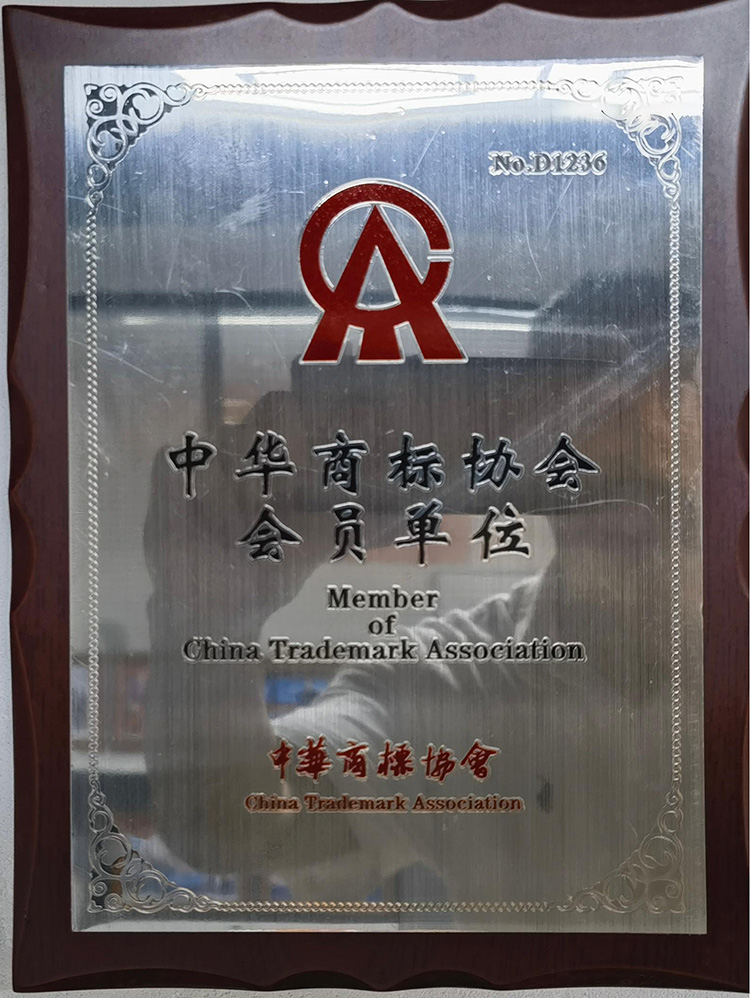 No.D1236
中华商标协会
会员单位
Member
of
China Trademark Association
中華商標協會
China Trademark Association